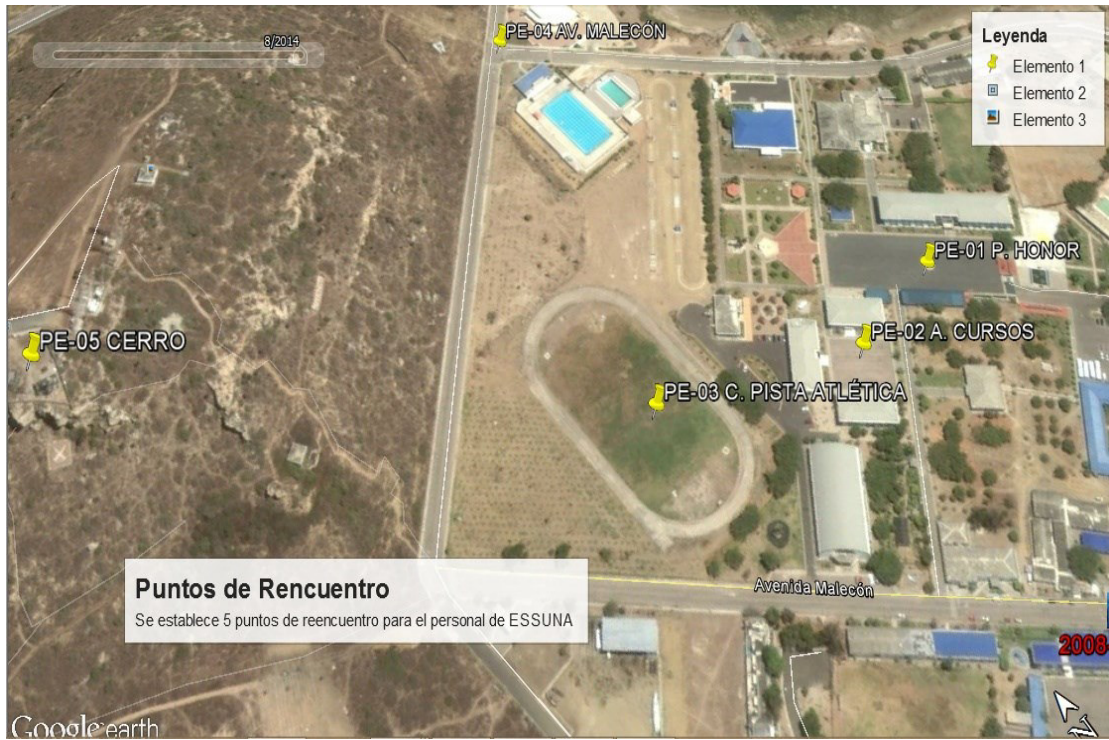 8/2014
PE-04 AV. MALECÓN
Leyenda
Elemento 1
Elemento 2
Elemento 3
PE-01 P. HONOR
PE-02 A. CURSOS
PE-05 CERRO
PE-03 C. PISTA ATLÉTICA
Puntos de Rencuentro
Se establece 5 puntos de reencuentro para el personal de ESSUNA
Avenida Malecón
2008-
Google earth
N